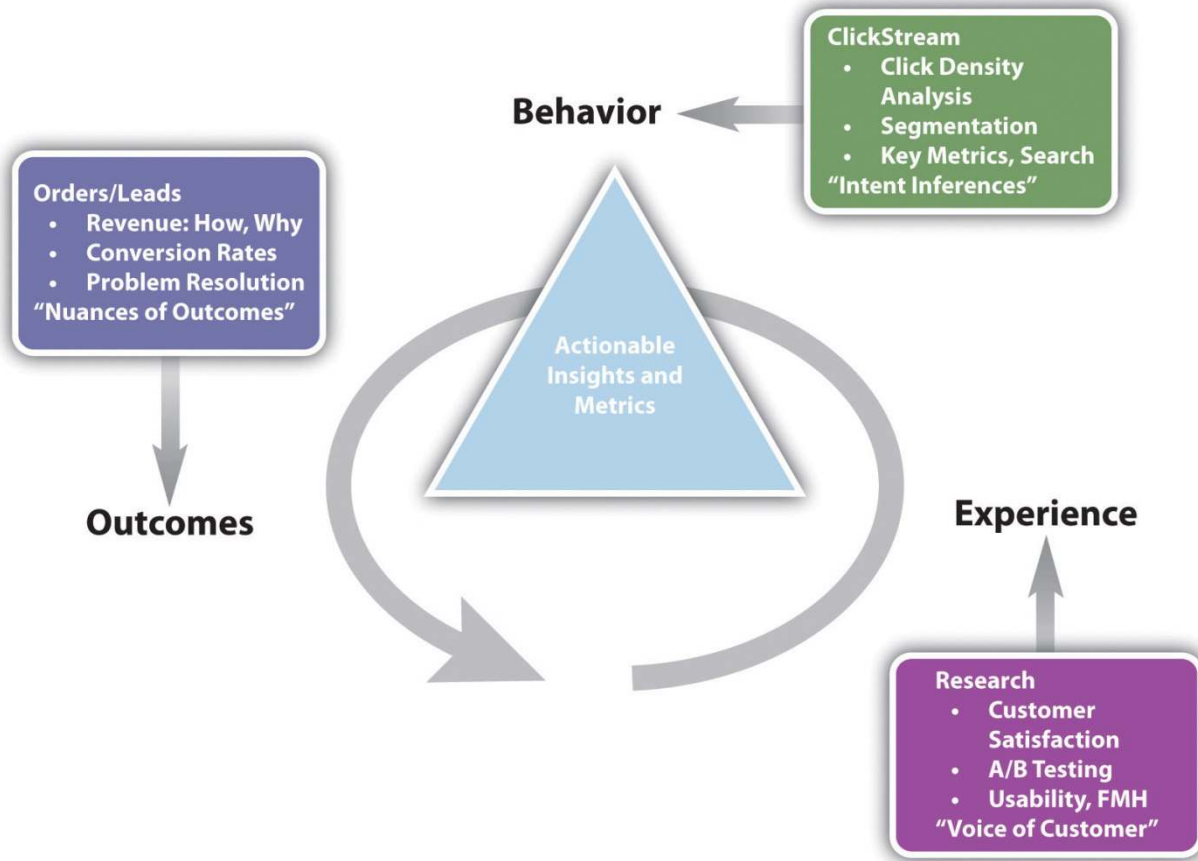 ClickStream
• Click Density
Analysis
• Segmentation
• Key Metrics, Search
“Intent Inferences”
Behavior
Orders/Leads
• Revenue: How, Why
• Conversion Rates
• Problem Resolution
“Nuances of Outcomes”
Actionable
Insights and
Metrics
Outcomes
Experience
Research
• Customer
Satisfaction
• A/B Testing
• Usability, FMH
“Voice of Customer”